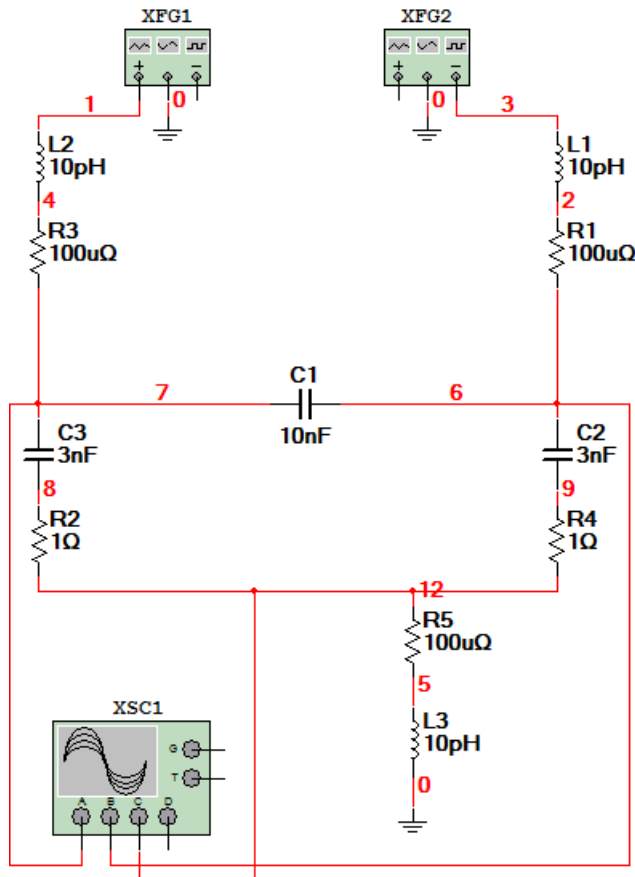 XFG1
XFG2
+
−
+
−
1
0
0
3
L2
10pH
L1
10pH
4
2
R3
100uΩ
R1
100uΩ
7
C1
6
10nF
C3
3nF
C2
3nF
8
9
R2
1Ω
R4
1Ω
12
R5
100uΩ
5
XSC1
L3
10pH
G
T
A B C D
0